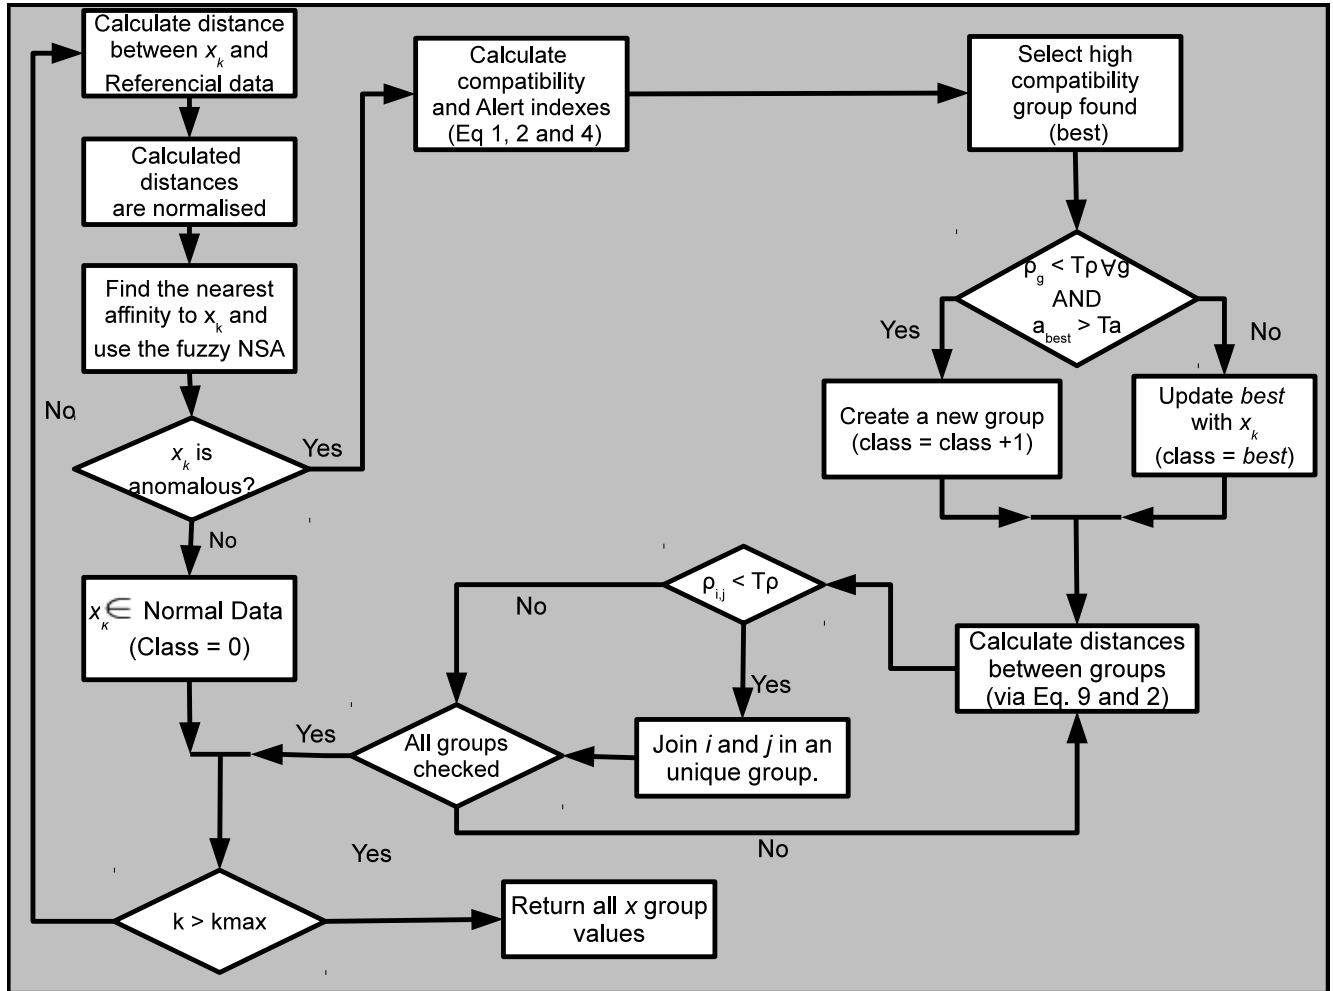 Calculate distance
between x_k and
Referencial data
Calculated
distances
are normalised
Find the nearest
affinity to x_k and
use the fuzzy NSA
No
x_k is
anomalous?
Yes
No
x_κ ∈ Normal Data
(Class = 0)
Calculate
compatibility
and Alert indexes
(Eq 1, 2 and 4)
Select high
compatibility
group found
(best)
ρ_g < Tρ∀g
AND
a_best > Ta
Yes
No
Create a new group
(class = class +1)
Update best
with x_k
(class = best)
Calculate distances
between groups
(via Eq. 9 and 2)
ρ_i,j < Tρ
No
Yes
Join i and j in an
unique group.
All groups
checked
Yes
No
k > kmax
Yes
Return all x group
values